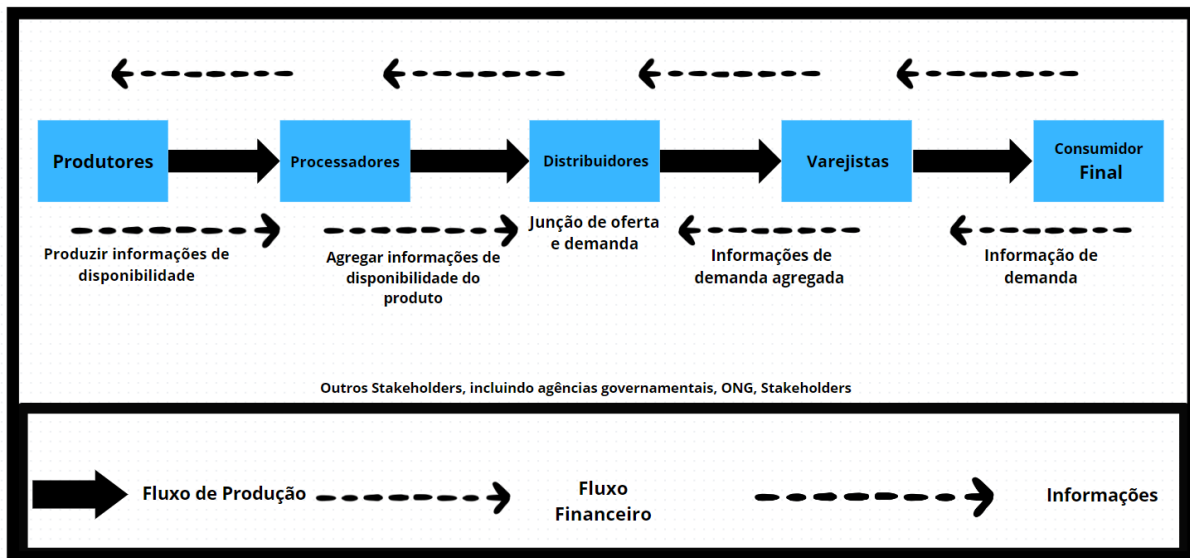 Produtores
Processadores
Distribuidores
Varejistas
Consumidor
Final
Produzir informações de
disponibilidade
Agregar informações de
disponibilidade do
produto
Junção de oferta
e demanda
Informações de
demanda agregada
Informação de
demanda
Outros Stakeholders, incluindo agências governamentais, ONG, Stakeholders
Fluxo de Produção
Fluxo
Financeiro
Informações